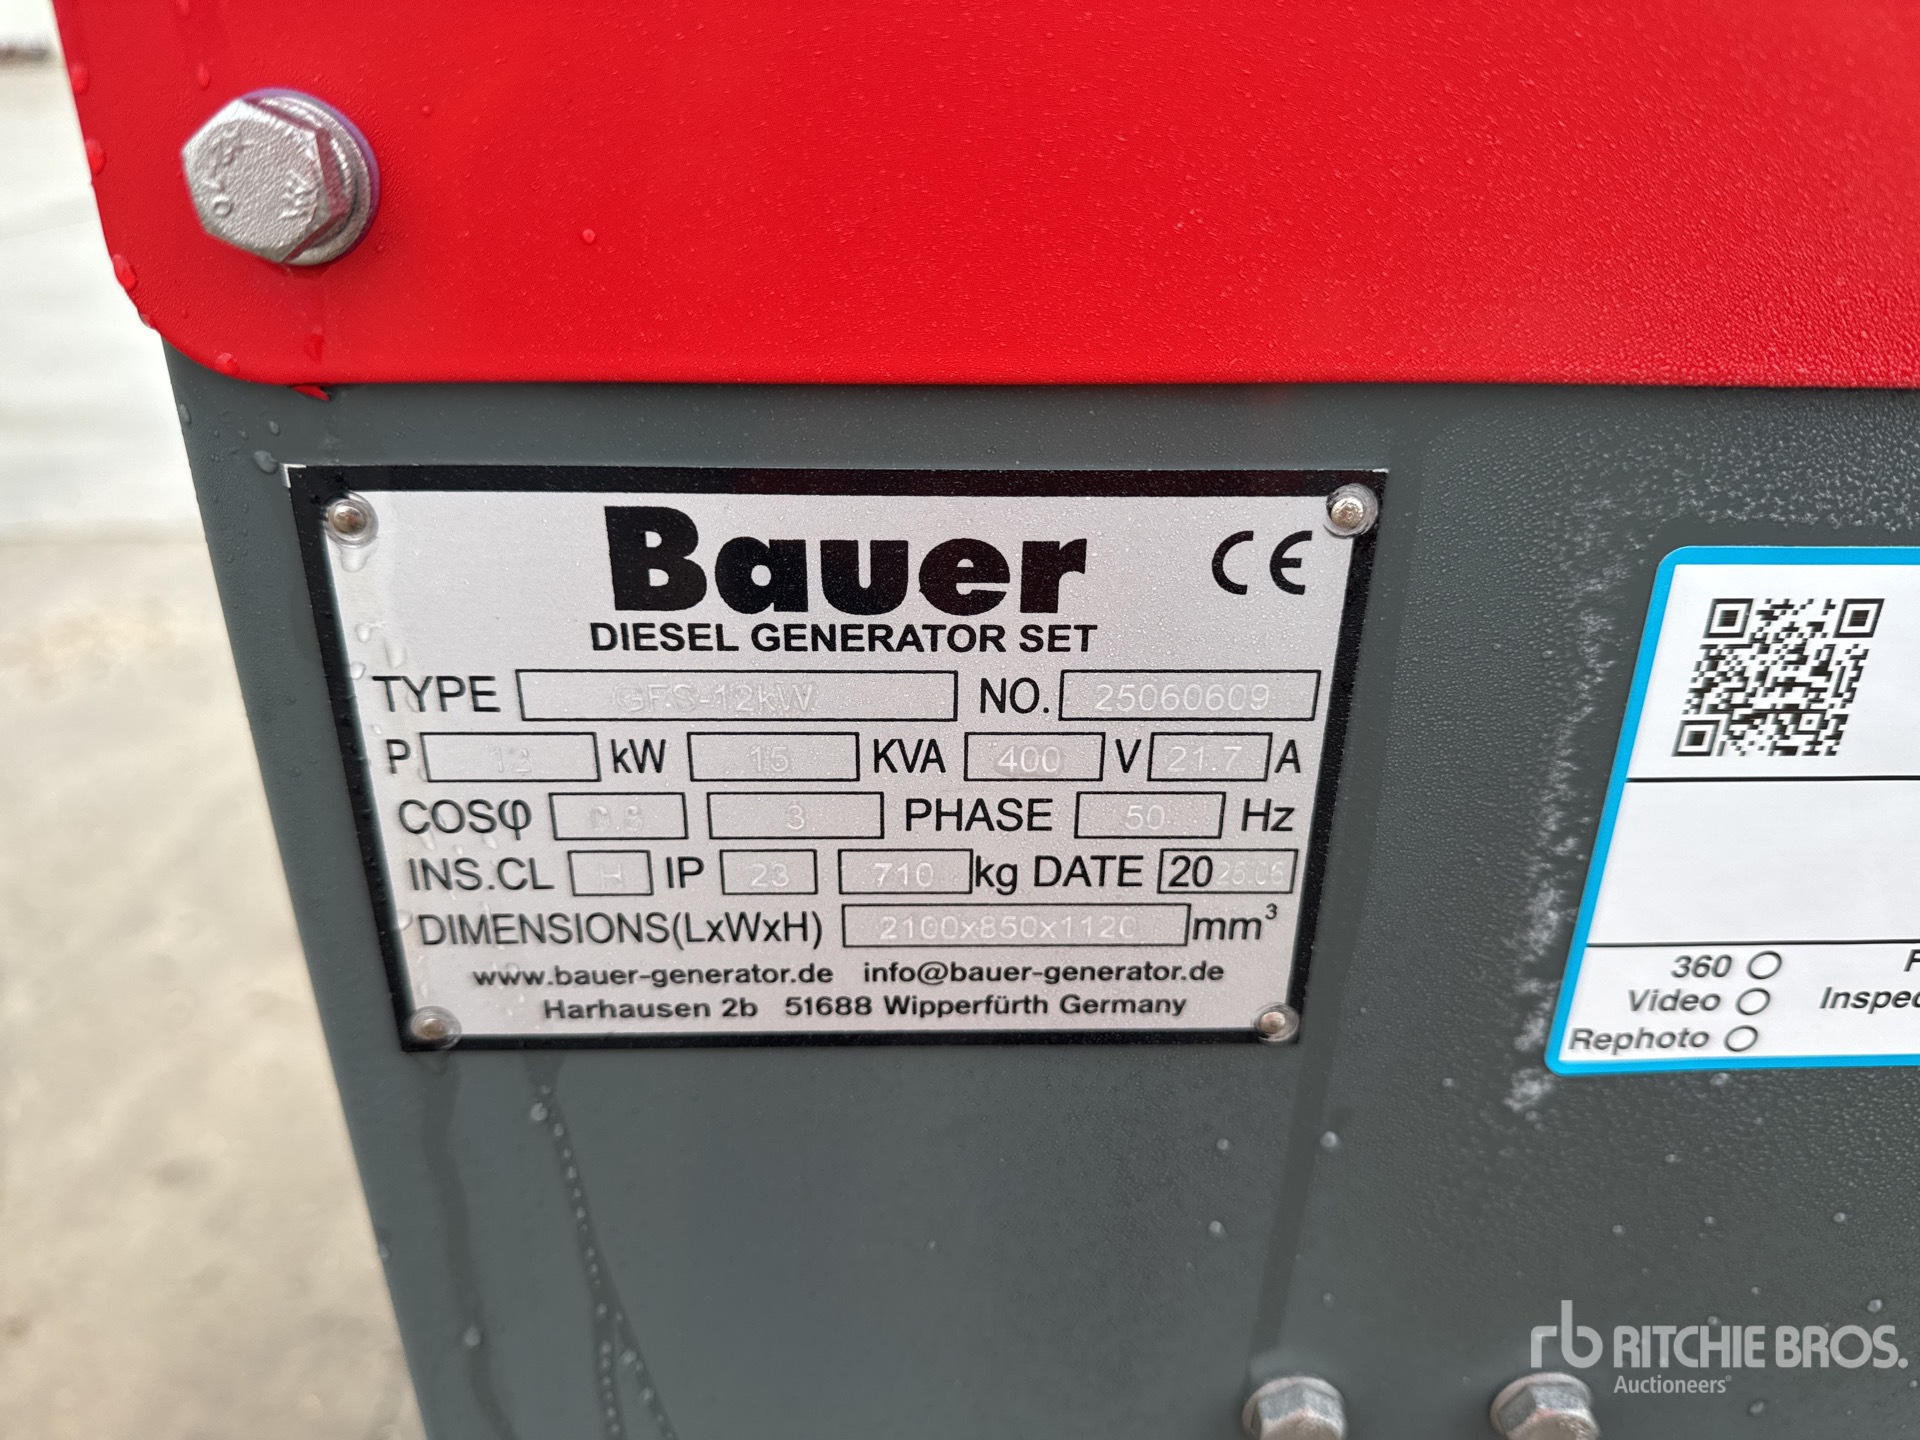 Bauer CE
DIESEL GENERATOR SET
TYPE GFS-12kW NO. 25060609
P 12 kW 15 KVA 400 V 21.7 A
COSφ 0.8 3 PHASE 50 Hz
INS.CL H IP 23 710 kg DATE 2025.06
DIMENSIONS(LxWxH) 2100x850x1120 mm³
www.bauer-generator.de info@bauer-generator.de
Harhausen 2b 51688 Wipperfürth Germany
360
Video
Rephoto
rb RITCHIE BROS.
Auctioneers